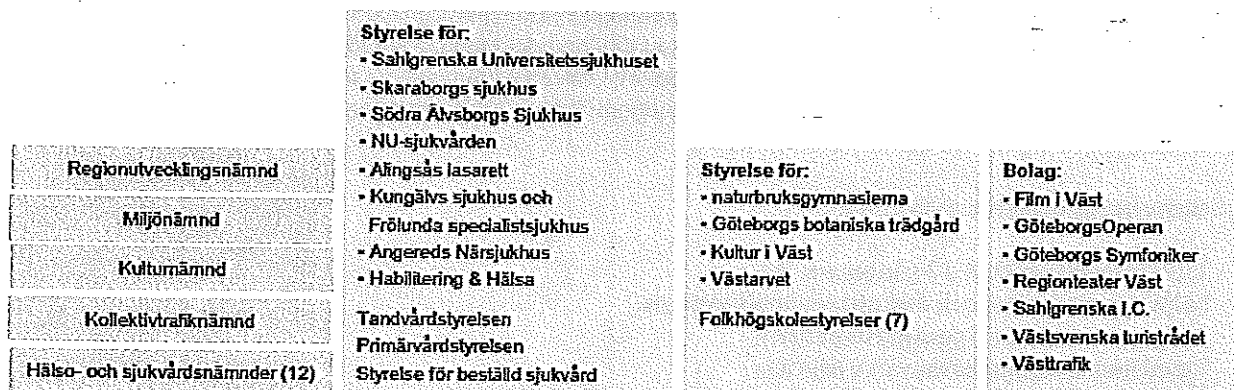 Regionutvecklingsnämnd
Miljönämnd
Kulturnämnd
Kollektivtrafiknämnd
Hälso- och sjukvårdsnämnder (12)
Styrelse för:
- Sahlgrenska Universitetssjukhuset
- Skaraborgs sjukhus
- Södra Älvsborgs Sjukhus
- NU-sjukvården
- Alingsås lasarett
- Kungälvs sjukhus och
Frölunda specialistsjukhus
- Angereds Närsjukhus
- Habilitering & Hälsa
Tandvårdstyrelsen
Primärvårdstyrelsen
Styrelse för beställd sjukvård
Styrelse för:
- naturbruksgymnasierna
- Göteborgs botaniska trädgård
- Kultur i Väst
- Västarvet
Folkhögskolestyrelser (7)
Bolag:
- Film i Väst
- GöteborgsOperan
- Göteborgs Symfoniker
- Regionteater Väst
- Sahlgrenska I.C.
- Västsvenska turistrådet
- Västtrafik